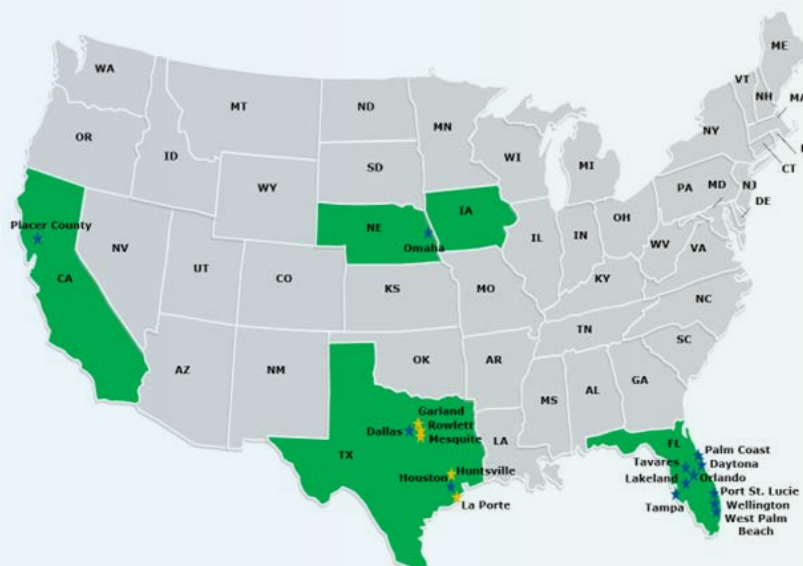 ME
WA
VT
NH
MA
MT
ND
MN
OR
NY
WI
ID
MI
SD
CT
WY
PA
MD
NJ
DE
IA
Placer County
NE
OH
Omaha
NV
IL
IN
WV
VA
UT
CO
CA
KS
MO
KY
NC
TN
OK
AR
SC
AZ
NM
MS
AL
GA
Garland
Rowlett
Dallas
Mesquite
LA
TX
FL
Palm Coast
Daytona
Tavares
Orlando
Huntsville
Houston
Lakeland
Port St. Lucie
La Porte
Tampa
Wellington
West Palm
Beach